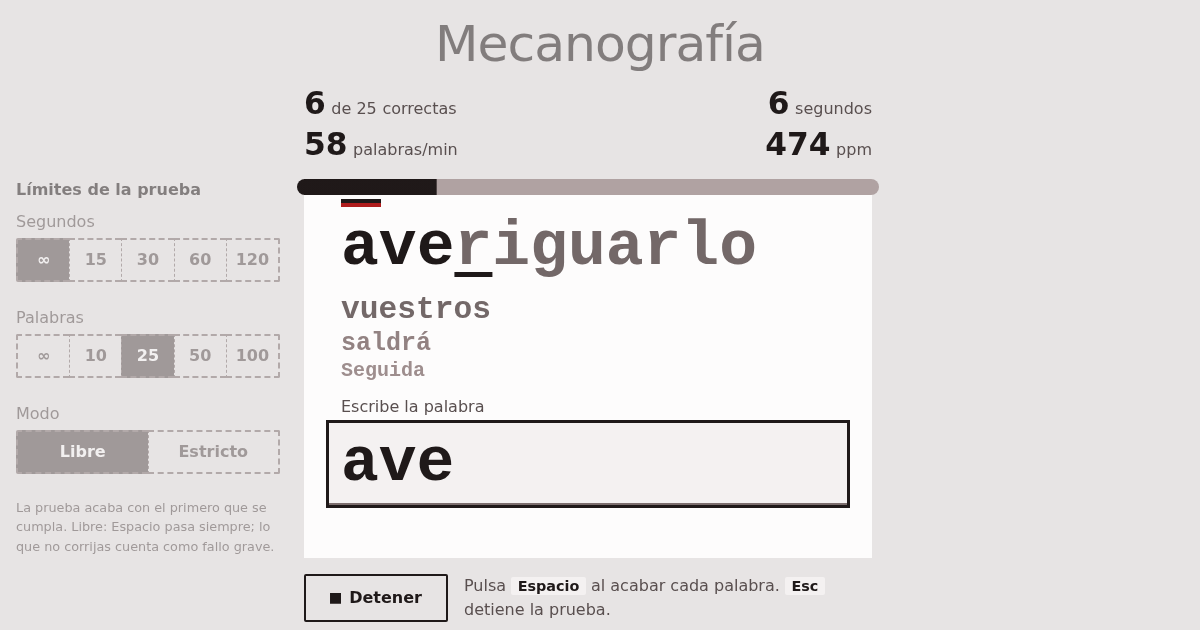 Mecanografía
6 de 25 correctas
6 segundos
58 palabras/min
474 ppm
Límites de la prueba
Segundos
∞ 15 30 60 120
Palabras
∞ 10 25 50 100
Modo
Libre Estricto
La prueba acaba con el primero que se
cumpla. Libre: Espacio pasa siempre; lo
que no corrijas cuenta como fallo grave.
averiguarlo
vuestros
saldrá
Seguida
Escribe la palabra
ave
Detener
Pulsa Espacio al acabar cada palabra. Esc
detiene la prueba.